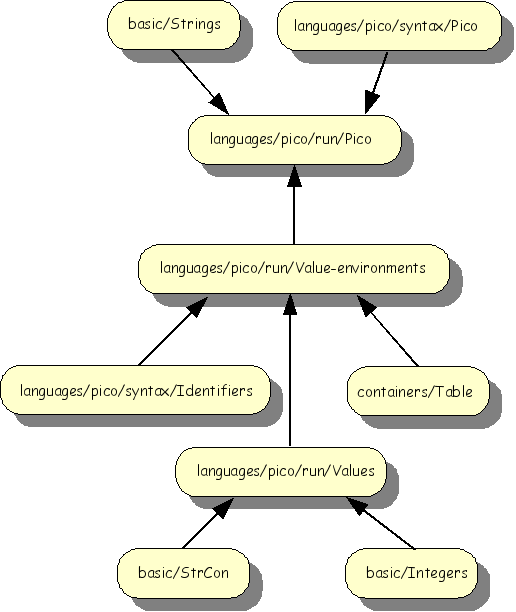 basic/Strings
languages/pico/syntax/Pico
languages/pico/run/Pico
languages/pico/run/Value-environments
languages/pico/syntax/Identifiers
containers/Table
languages/pico/run/Values
basic/StrCon
basic/Integers